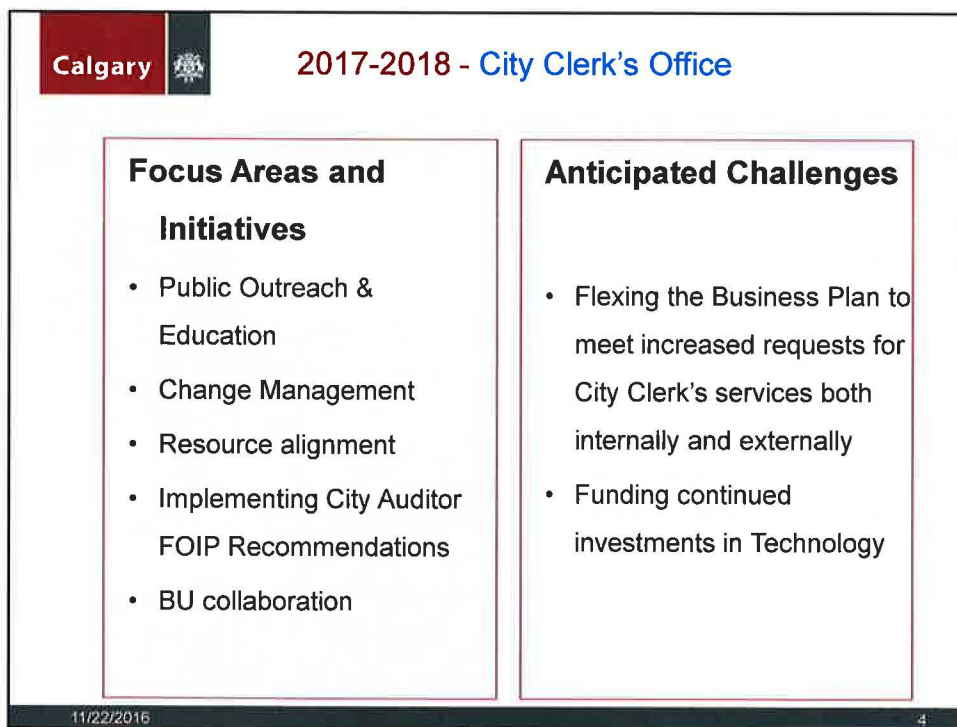 Calgary
2017-2018 - City Clerk's Office
Focus Areas and
Initiatives
• Public Outreach &
Education
• Change Management
• Resource alignment
• Implementing City Auditor
FOIP Recommendations
• BU collaboration
Anticipated Challenges
• Flexing the Business Plan to
meet increased requests for
City Clerk's services both
internally and externally
• Funding continued
investments in Technology
11/22/2016
4